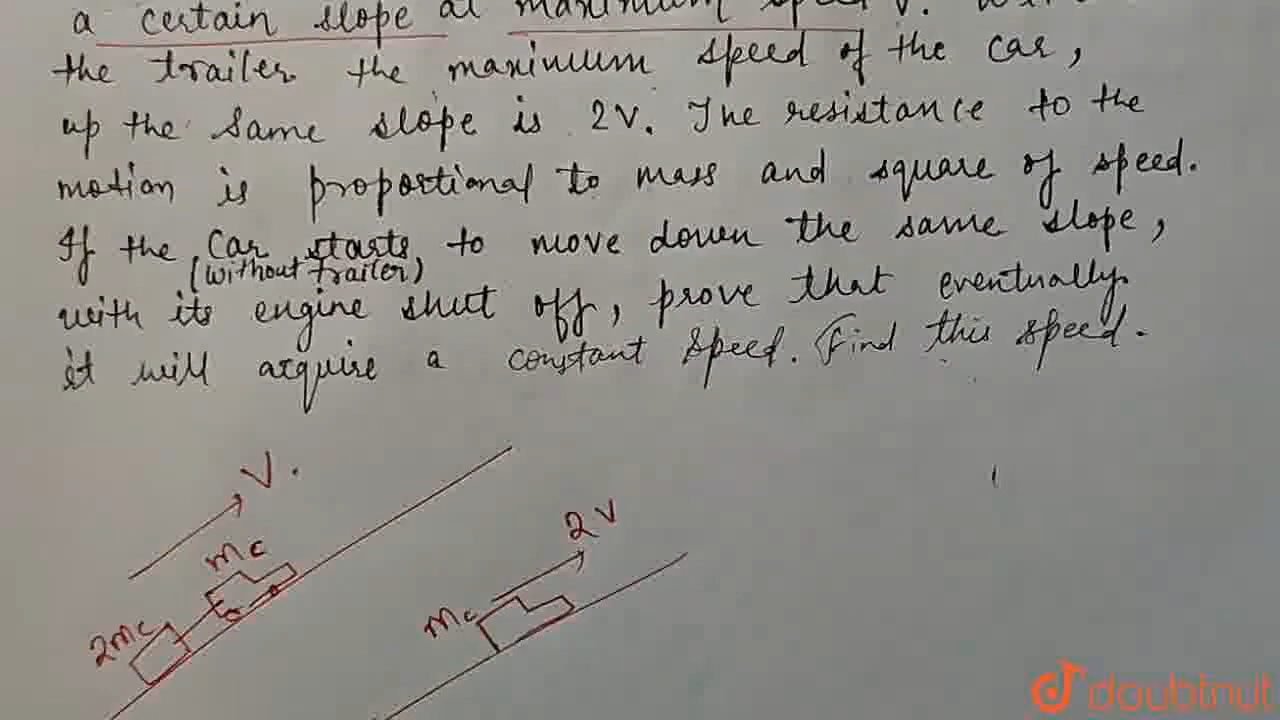 a certain slope at maximum speed V.
the trailer the maximum speed of the car,
up the same slope is 2V. The resistance to the
motion is proportional to mass and square of speed.
If the car starts to move down the same slope,
(without trailer)
with its engine shut off, prove that eventually
it will acquire a constant speed. Find this speed.
V.
mc
2mc
2V
mc
doubtnut